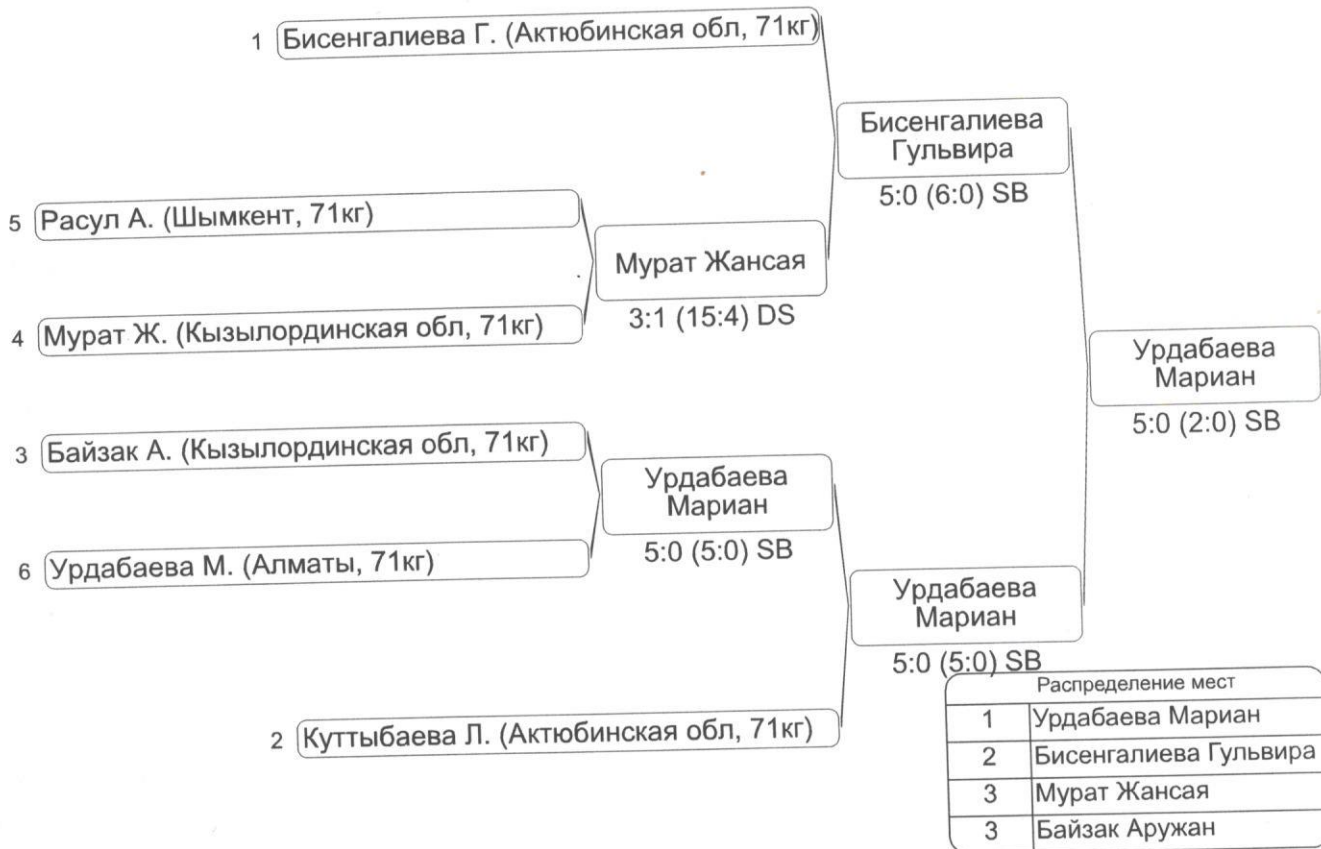 1 Бисенгалиева Г. (Актюбинская обл, 71кг)
Бисенгалиева
Гульвира
5:0 (6:0) SB
5 Расул А. (Шымкент, 71кг)
Мурат Жансая
3:1 (15:4) DS
4 Мурат Ж. (Кызылординская обл, 71кг)
Урдабаева
Мариан
5:0 (2:0) SB
3 Байзак А. (Кызылординская обл, 71кг)
Урдабаева
Мариан
5:0 (5:0) SB
6 Урдабаева М. (Алматы, 71кг)
Урдабаева
Мариан
5:0 (5:0) SB
2 Куттыбаева Л. (Актюбинская обл, 71кг)
Распределение мест
1 Урдабаева Мариан
2 Бисенгалиева Гульвира
3 Мурат Жансая
3 Байзак Аружан